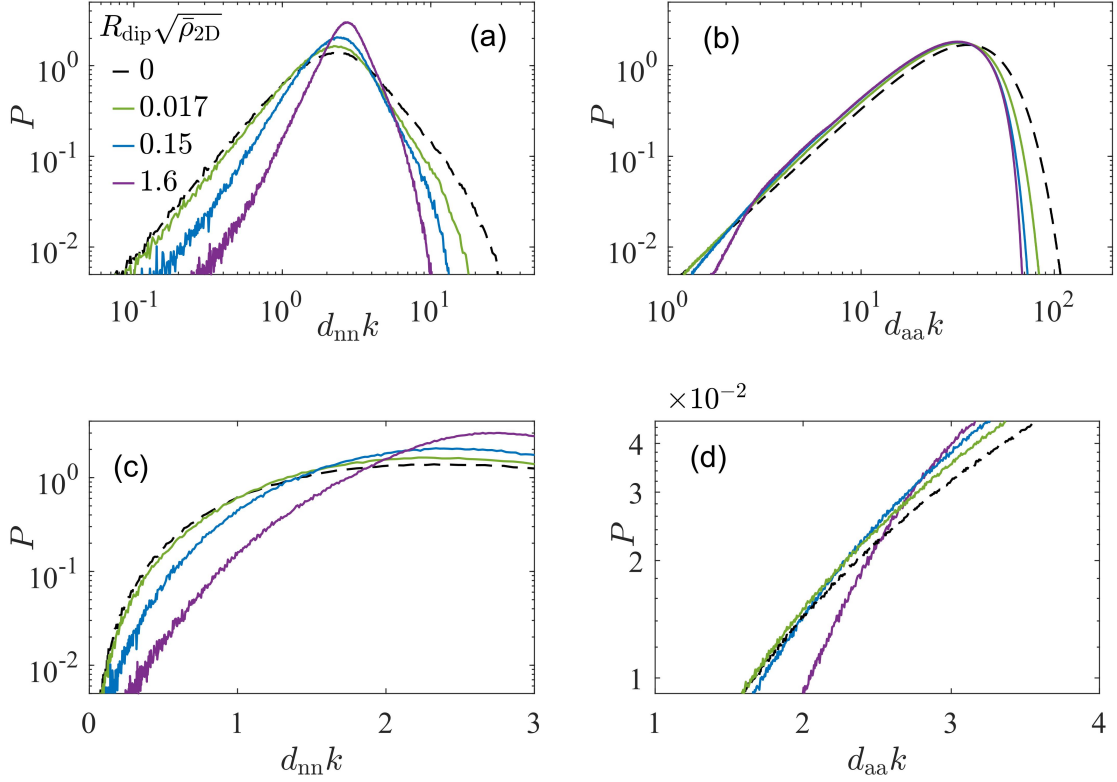 R_dip√ρ̄_2D
0
0.017
0.15
1.6
(a)
P
10^1
10^0
10^-1
10^-2
10^-1 10^0 10^1
d_nn k
(b)
P
10^0
10^-1
10^-2
10^0 10^1 10^2
d_aa k
(c)
P
10^0
10^-1
10^-2
0 1 2 3
d_nn k
×10^-2
(d)
P
4
3
2
1
1 2 3 4
d_aa k